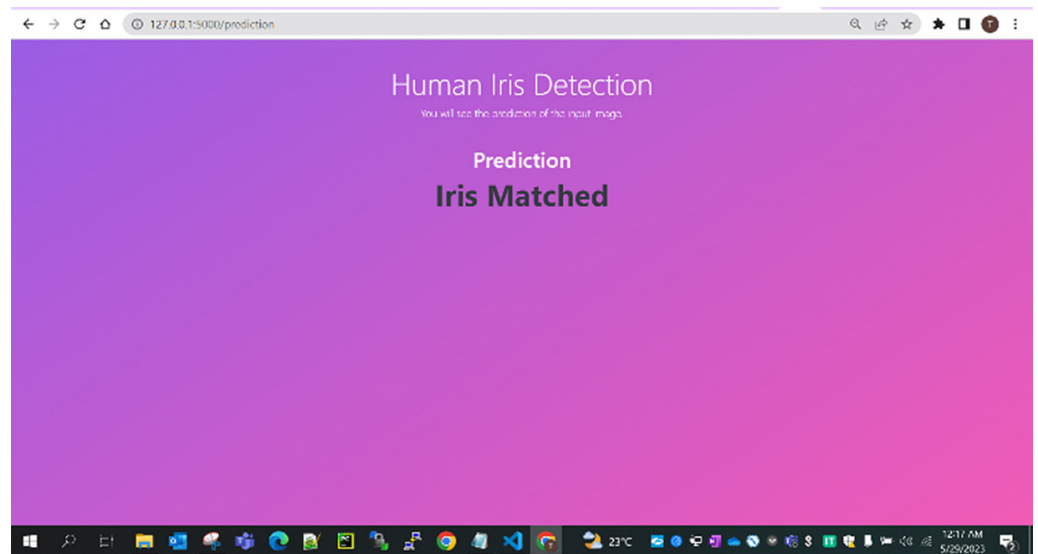 127.0.0.1:5000/prediction
T
Human Iris Detection
You will see the prediction of the input image.
Prediction
Iris Matched
23°C
12:17 AM
5/29/2023